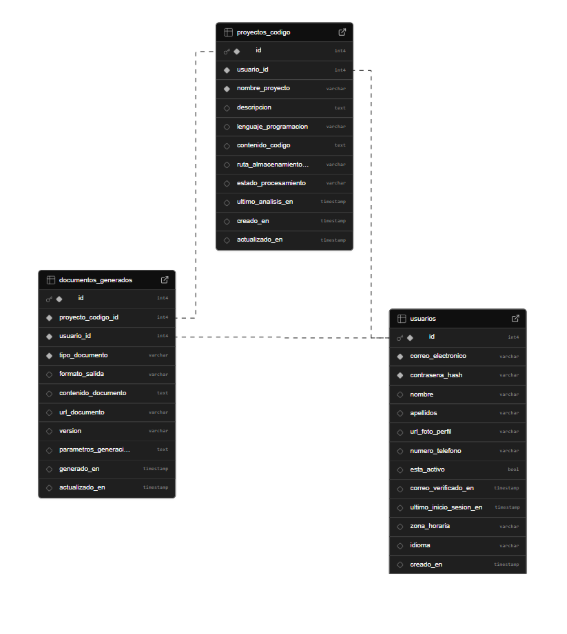 proyectos_codigo
id int4
usuario_id int4
nombre_proyecto varchar
descripcion text
lenguaje_programacion varchar
contenido_codigo text
ruta_almacenamiento... varchar
estado_procesamiento varchar
ultimo_analisis_en timestamp
creado_en timestamp
actualizado_en timestamp
documentos_generados
id int4
proyecto_codigo_id int4
usuario_id int4
tipo_documento varchar
formato_salida varchar
contenido_documento text
url_documento varchar
version varchar
parametros_generaci... text
generado_en timestamp
actualizado_en timestamp
usuarios
id int4
correo_electronico varchar
contrasena_hash varchar
nombre varchar
apellidos varchar
url_foto_perfil varchar
numero_telefono varchar
esta_activo bool
correo_verificado_en timestamp
ultimo_inicio_sesion_en timestamp
zona_horaria varchar
idioma varchar
creado_en timestamp